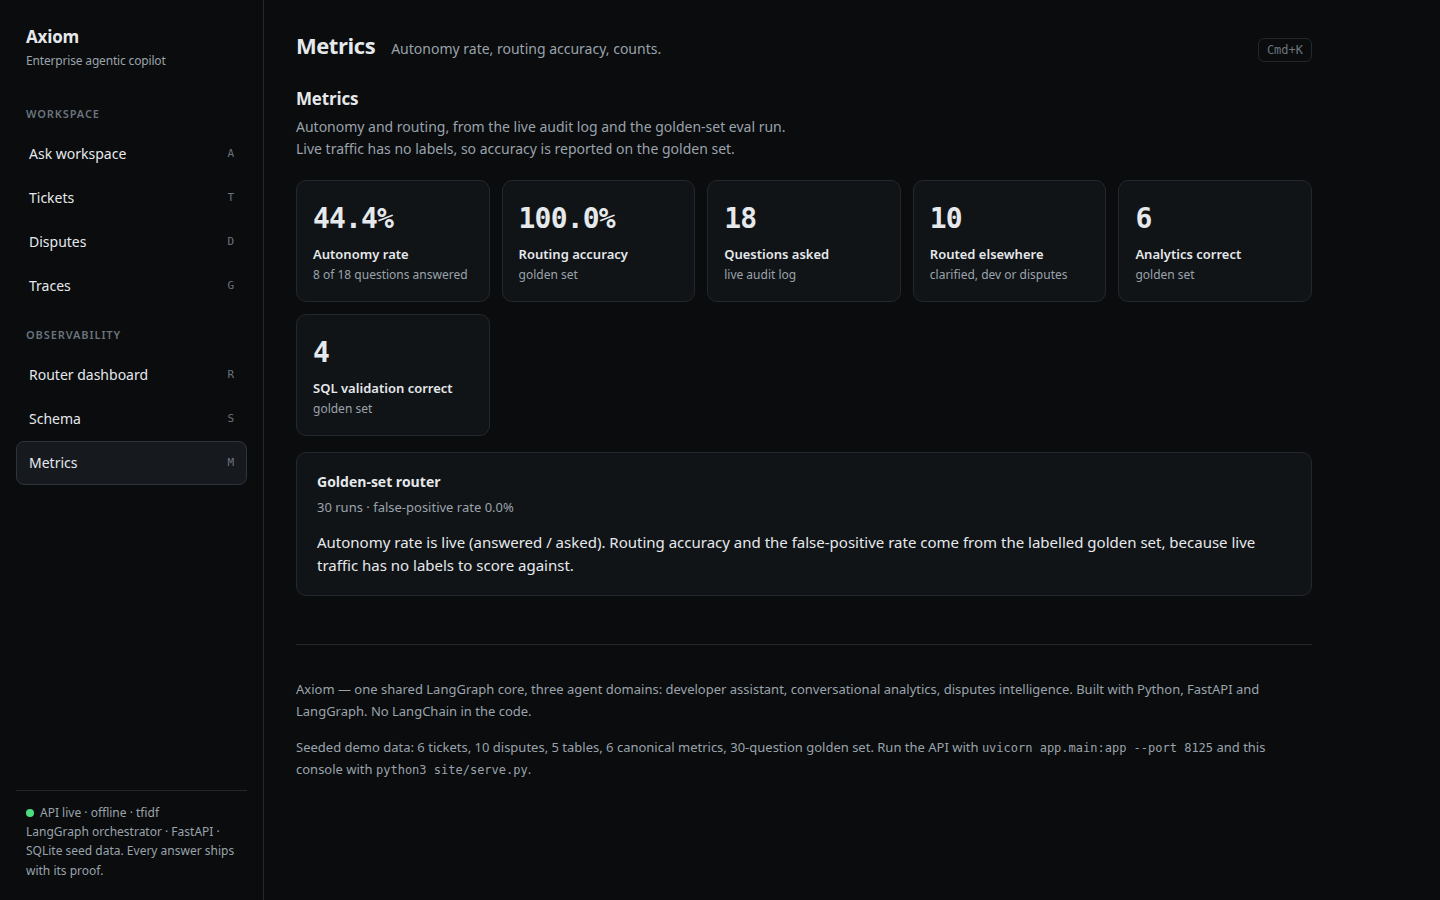 Axiom
Enterprise agentic copilot
WORKSPACE
Ask workspace A
Tickets T
Disputes D
Traces G
OBSERVABILITY
Router dashboard R
Schema S
Metrics M
API live · offline · tfidf
LangGraph orchestrator · FastAPI ·
SQLite seed data. Every answer ships
with its proof.
Metrics Autonomy rate, routing accuracy, counts. Cmd+K
Metrics
Autonomy and routing, from the live audit log and the golden-set eval run.
Live traffic has no labels, so accuracy is reported on the golden set.
44.4%
Autonomy rate
8 of 18 questions answered
100.0%
Routing accuracy
golden set
18
Questions asked
live audit log
10
Routed elsewhere
clarified, dev or disputes
6
Analytics correct
golden set
4
SQL validation correct
golden set
Golden-set router
30 runs · false-positive rate 0.0%
Autonomy rate is live (answered / asked). Routing accuracy and the false-positive rate come from the labelled golden set, because live
traffic has no labels to score against.
Axiom — one shared LangGraph core, three agent domains: developer assistant, conversational analytics, disputes intelligence. Built with Python, FastAPI and
LangGraph. No LangChain in the code.
Seeded demo data: 6 tickets, 10 disputes, 5 tables, 6 canonical metrics, 30-question golden set. Run the API with uvicorn app.main:app --port 8125 and this
console with python3 site/serve.py.